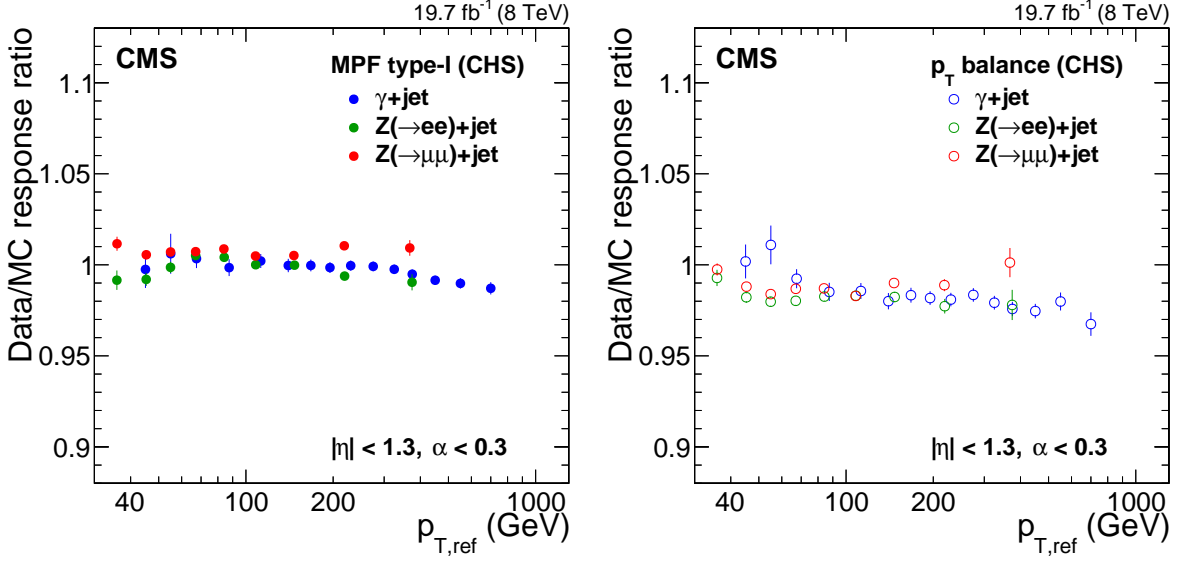 19.7 fb⁻¹ (8 TeV)
CMS
MPF type-I (CHS)
γ+jet
Z(→ee)+jet
Z(→μμ)+jet
Data/MC response ratio
1.1
1.05
1
0.95
0.9
|η| < 1.3, α < 0.3
40 100 200 1000
p_T,ref (GeV)
19.7 fb⁻¹ (8 TeV)
CMS
p_T balance (CHS)
γ+jet
Z(→ee)+jet
Z(→μμ)+jet
Data/MC response ratio
1.1
1.05
1
0.95
0.9
|η| < 1.3, α < 0.3
40 100 200 1000
p_T,ref (GeV)